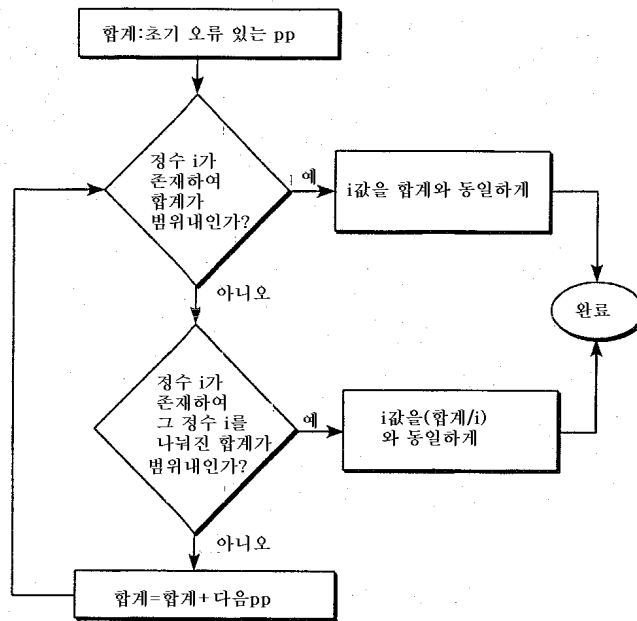 합계:초기 오류 있는 pp
정수 i가
존재하여
합계가
범위내인가?
예
i값을 합계와 동일하게
아니오
완료
정수 i가
존재하여
그 정수 i를
나눠진 합계가
범위내인가?
예
i값을(합계/i)
와 동일하게
아니오
합계=합계+다음pp